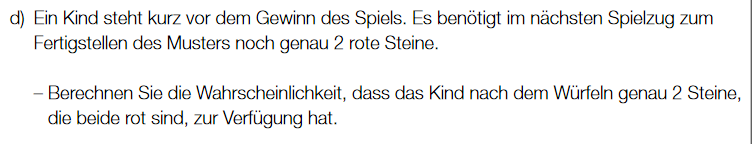 d) Ein Kind steht kurz vor dem Gewinn des Spiels. Es benötigt im nächsten Spielzug zum
Fertigstellen des Musters noch genau 2 rote Steine.
– Berechnen Sie die Wahrscheinlichkeit, dass das Kind nach dem Würfeln genau 2 Steine,
die beide rot sind, zur Verfügung hat.